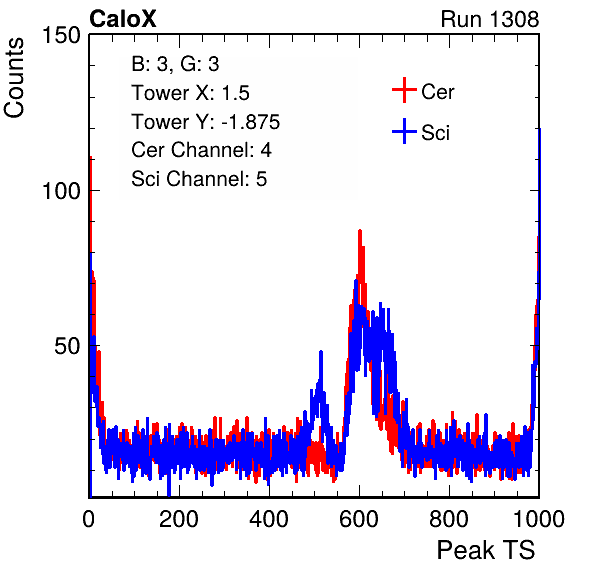 CaloX Run 1308
150
Counts
B: 3, G: 3
Tower X: 1.5
Tower Y: -1.875
Cer Channel: 4
Sci Channel: 5
Cer
Sci
100
50
0 200 400 600 800 1000
Peak TS